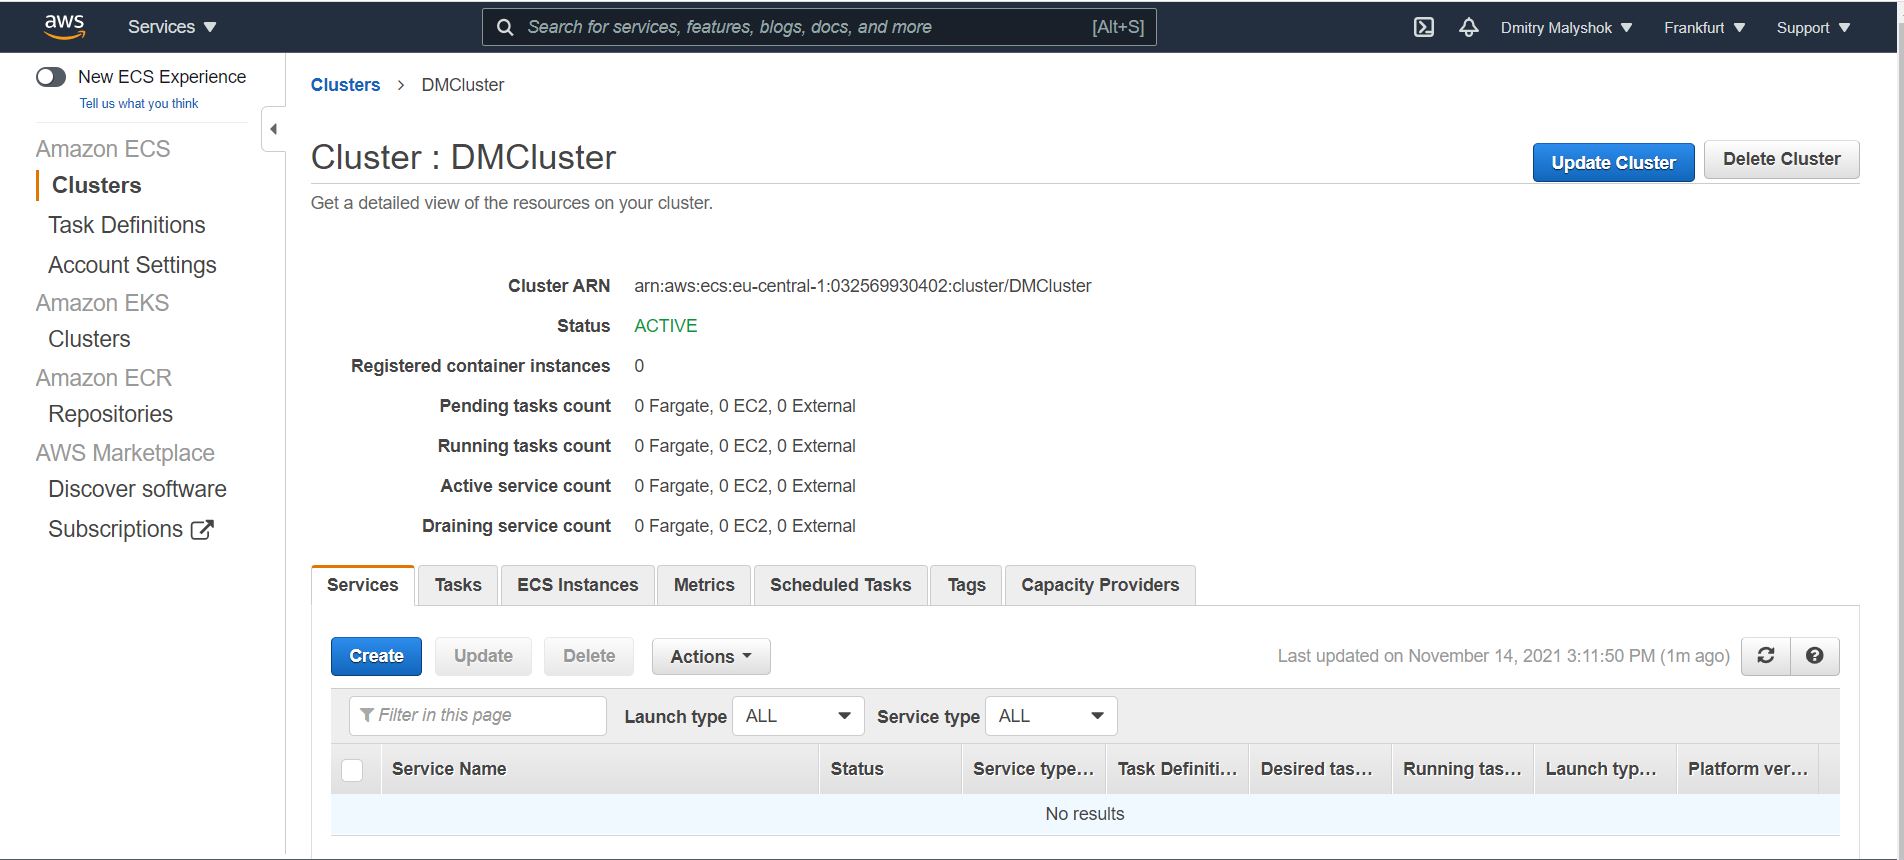 aws Services Search for services, features, blogs, docs, and more [Alt+S] Dmitry Malyshok Frankfurt Support
New ECS Experience
Tell us what you think
Amazon ECS
Clusters
Task Definitions
Account Settings
Amazon EKS
Clusters
Amazon ECR
Repositories
AWS Marketplace
Discover software
Subscriptions
Clusters > DMCluster
Cluster : DMCluster
Update Cluster Delete Cluster
Get a detailed view of the resources on your cluster.
Cluster ARN arn:aws:ecs:eu-central-1:032569930402:cluster/DMCluster
Status ACTIVE
Registered container instances 0
Pending tasks count 0 Fargate, 0 EC2, 0 External
Running tasks count 0 Fargate, 0 EC2, 0 External
Active service count 0 Fargate, 0 EC2, 0 External
Draining service count 0 Fargate, 0 EC2, 0 External
Services Tasks ECS Instances Metrics Scheduled Tasks Tags Capacity Providers
Create Update Delete Actions Last updated on November 14, 2021 3:11:50 PM (1m ago)
Filter in this page Launch type ALL Service type ALL
Service Name Status Service type... Task Definiti... Desired tas... Running tas... Launch typ... Platform ver...
No results